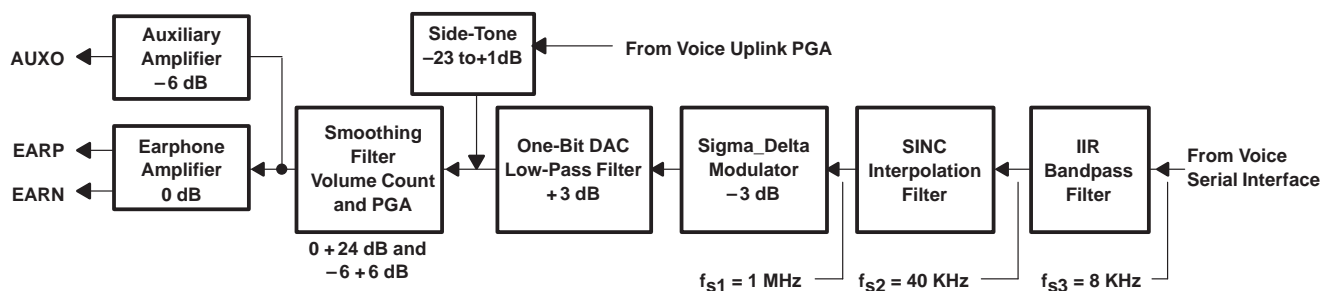 AUXO
Auxiliary
Amplifier
−6 dB
Side-Tone
−23 to+1dB
From Voice Uplink PGA
EARP
EARN
Earphone
Amplifier
0 dB
Smoothing
Filter
Volume Count
and PGA
0 +24 dB and
−6 +6 dB
One-Bit DAC
Low-Pass Filter
+3 dB
Sigma_Delta
Modulator
−3 dB
SINC
Interpolation
Filter
IIR
Bandpass
Filter
From Voice
Serial Interface
fs1 = 1 MHz
fs2 = 40 KHz
fs3 = 8 KHz